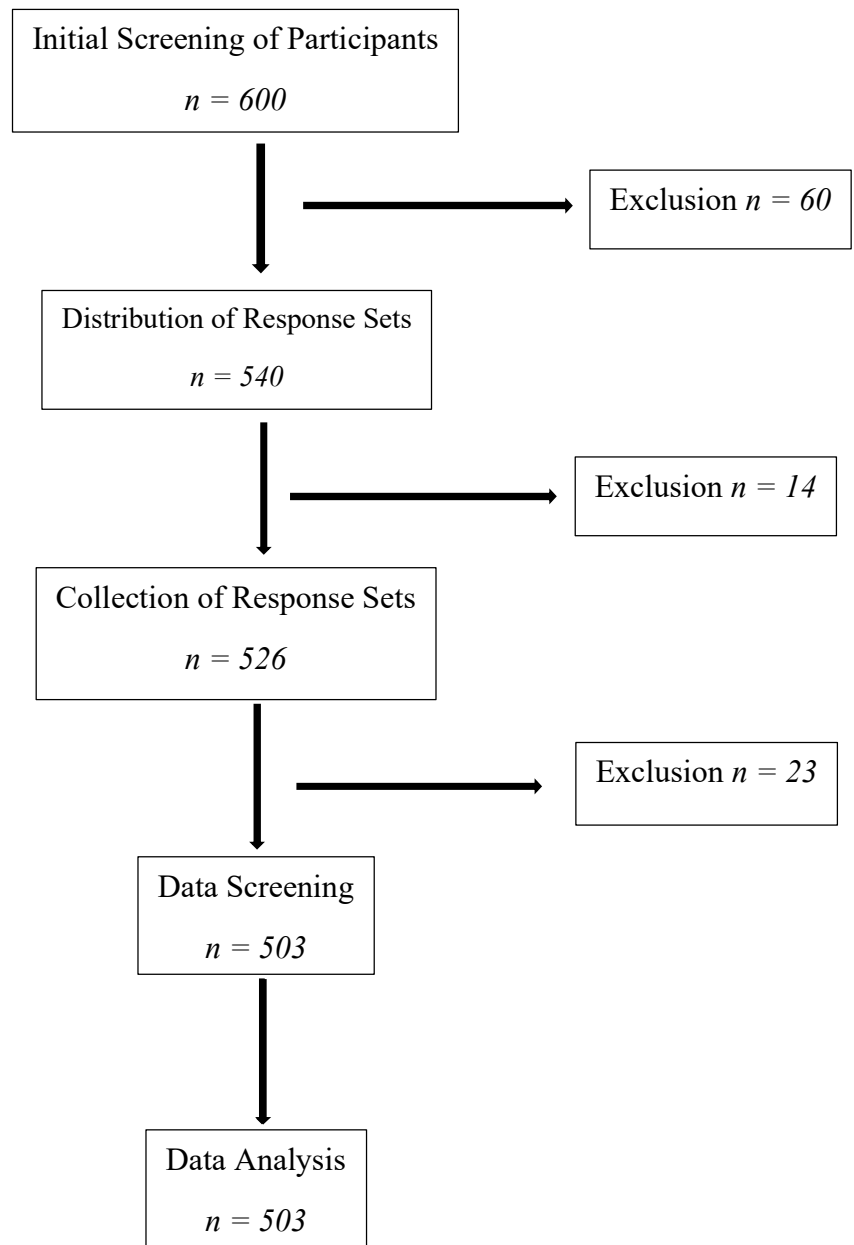 Initial Screening of Participants
n = 600
Exclusion n = 60
Distribution of Response Sets
n = 540
Exclusion n = 14
Collection of Response Sets
n = 526
Exclusion n = 23
Data Screening
n = 503
Data Analysis
n = 503